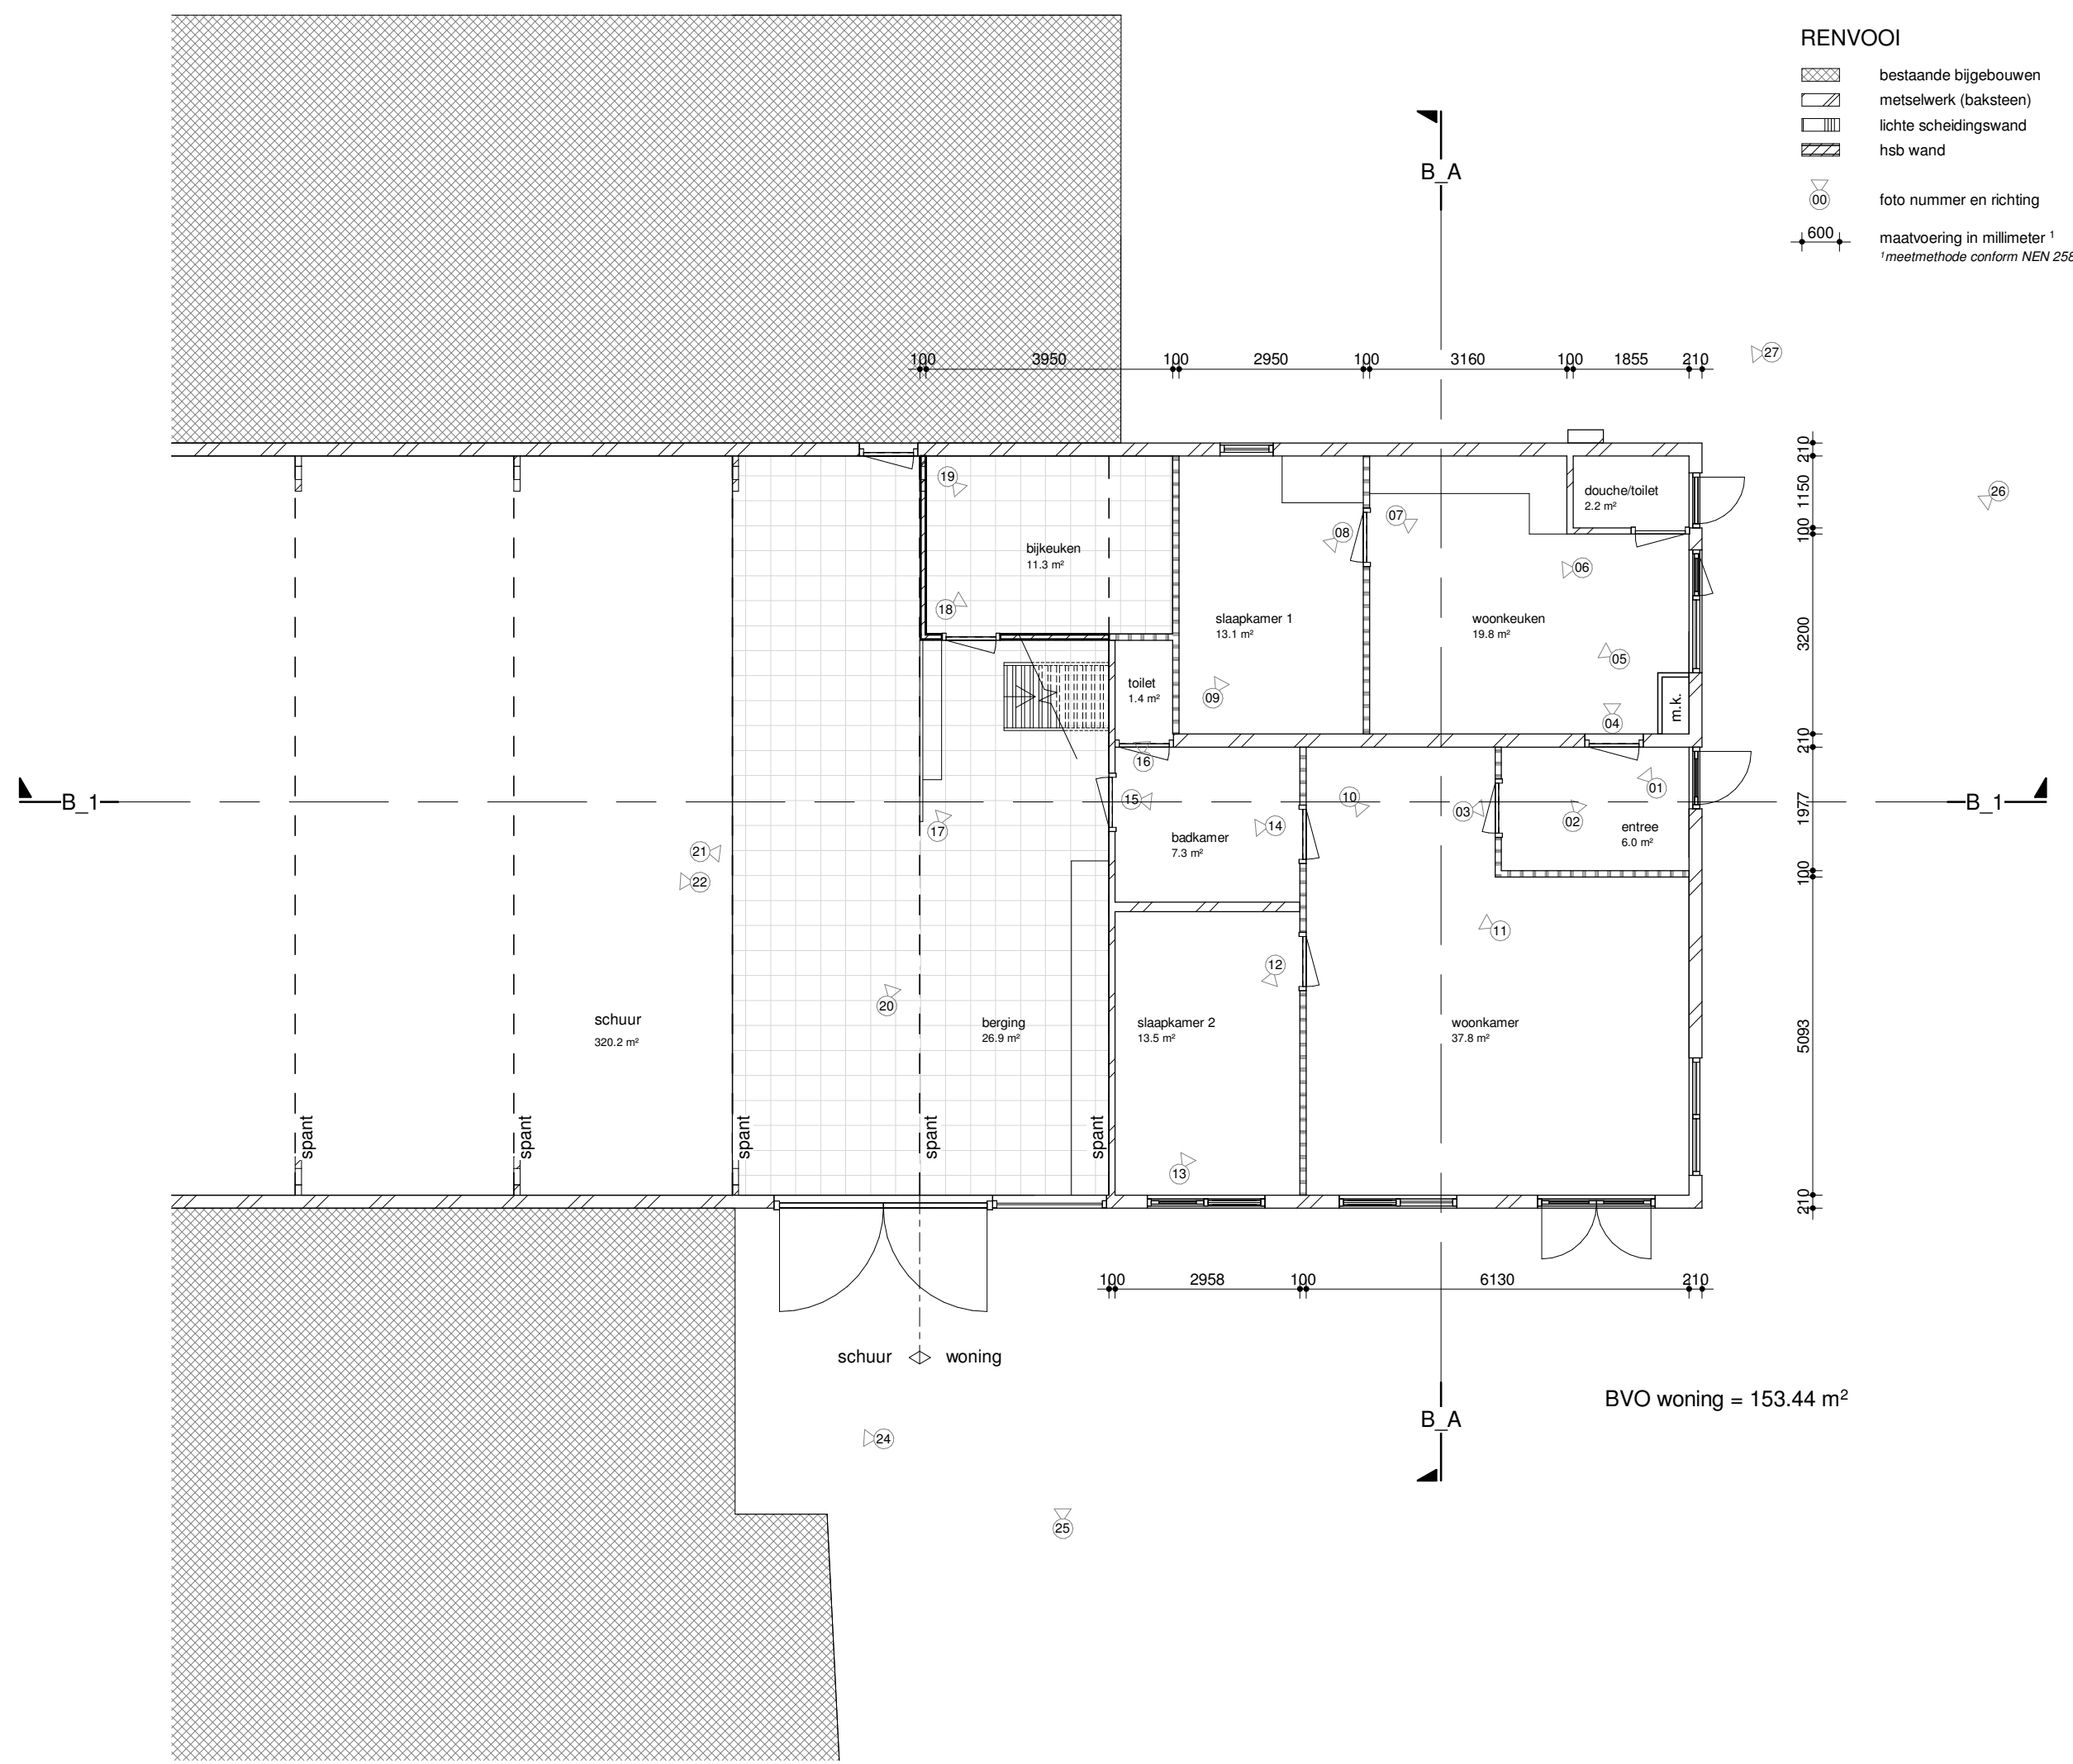 RENVOOI
bestaande bijgebouwen
metselwerk (baksteen)
lichte scheidingswand
hsb wand
00
foto nummer en richting
600
maatvoering in millimeter 1
1 meetmethode conform NEN 258
B_A
100 3950 100 2950 100 3160 100 1855 210
27
26
210
1150
100
3200
210
1977
100
5093
210
19
18
bijkeuken
11.3 m²
08
07
douche/toilet
2.2 m²
06
slaapkamer 1
13.1 m²
woonkeuken
19.8 m²
05
09
04
m.k.
toilet
1.4 m²
16
15
14
badkamer
7.3 m²
10
03
02
01
entree
6.0 m²
B_1
B_1
17
21
22
11
12
20
schuur
320.2 m²
berging
26.9 m²
slaapkamer 2
13.5 m²
woonkamer
37.8 m²
13
spant
spant
spant
spant
spant
100 2958 100 6130 210
schuur woning
BVO woning = 153.44 m²
B_A
24
25